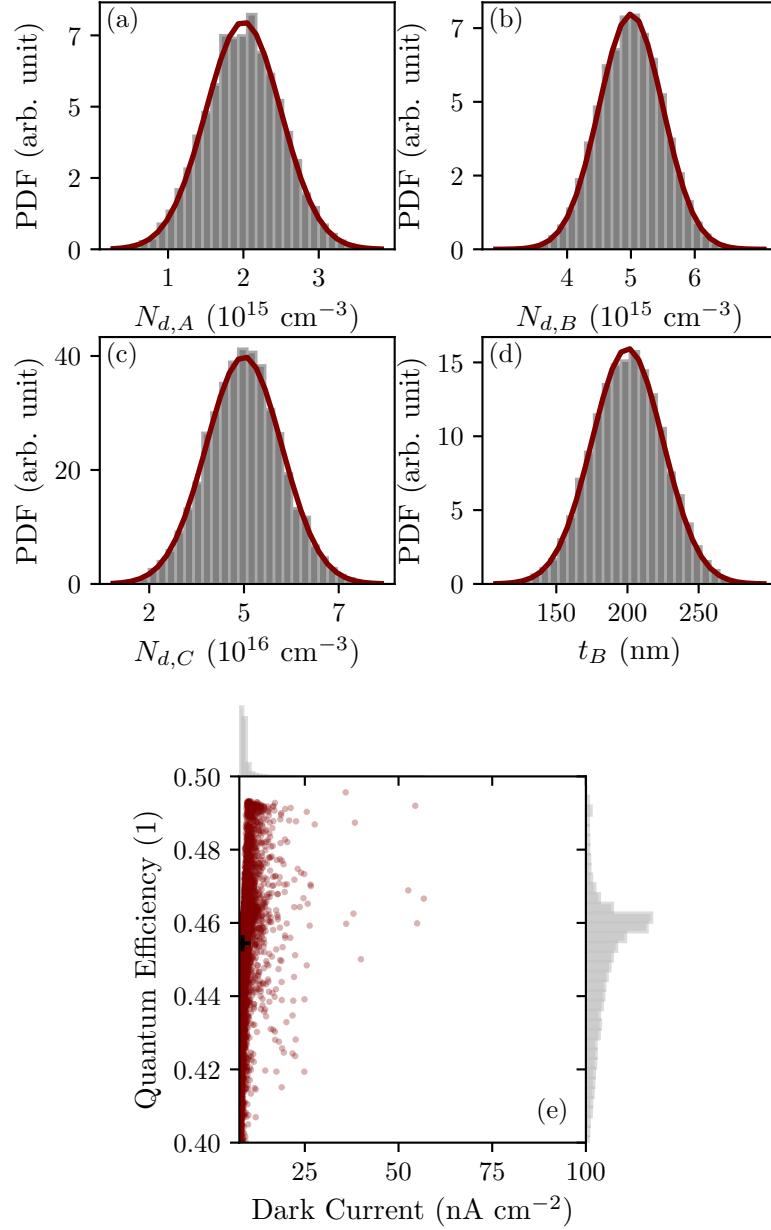 (a)
PDF (arb. unit)
7
5
2
0
1 2 3
N_{d,A} (10^{15} cm^{−3})
(b)
PDF (arb. unit)
7
5
2
0
4 5 6
N_{d,B} (10^{15} cm^{−3})
(c)
PDF (arb. unit)
40
20
0
2 5 7
N_{d,C} (10^{16} cm^{−3})
(d)
PDF (arb. unit)
15
10
5
0
150 200 250
t_B (nm)
Quantum Efficiency (1)
0.50
0.48
0.46
0.44
0.42
0.40
(e)
25 50 75 100
Dark Current (nA cm^{−2})